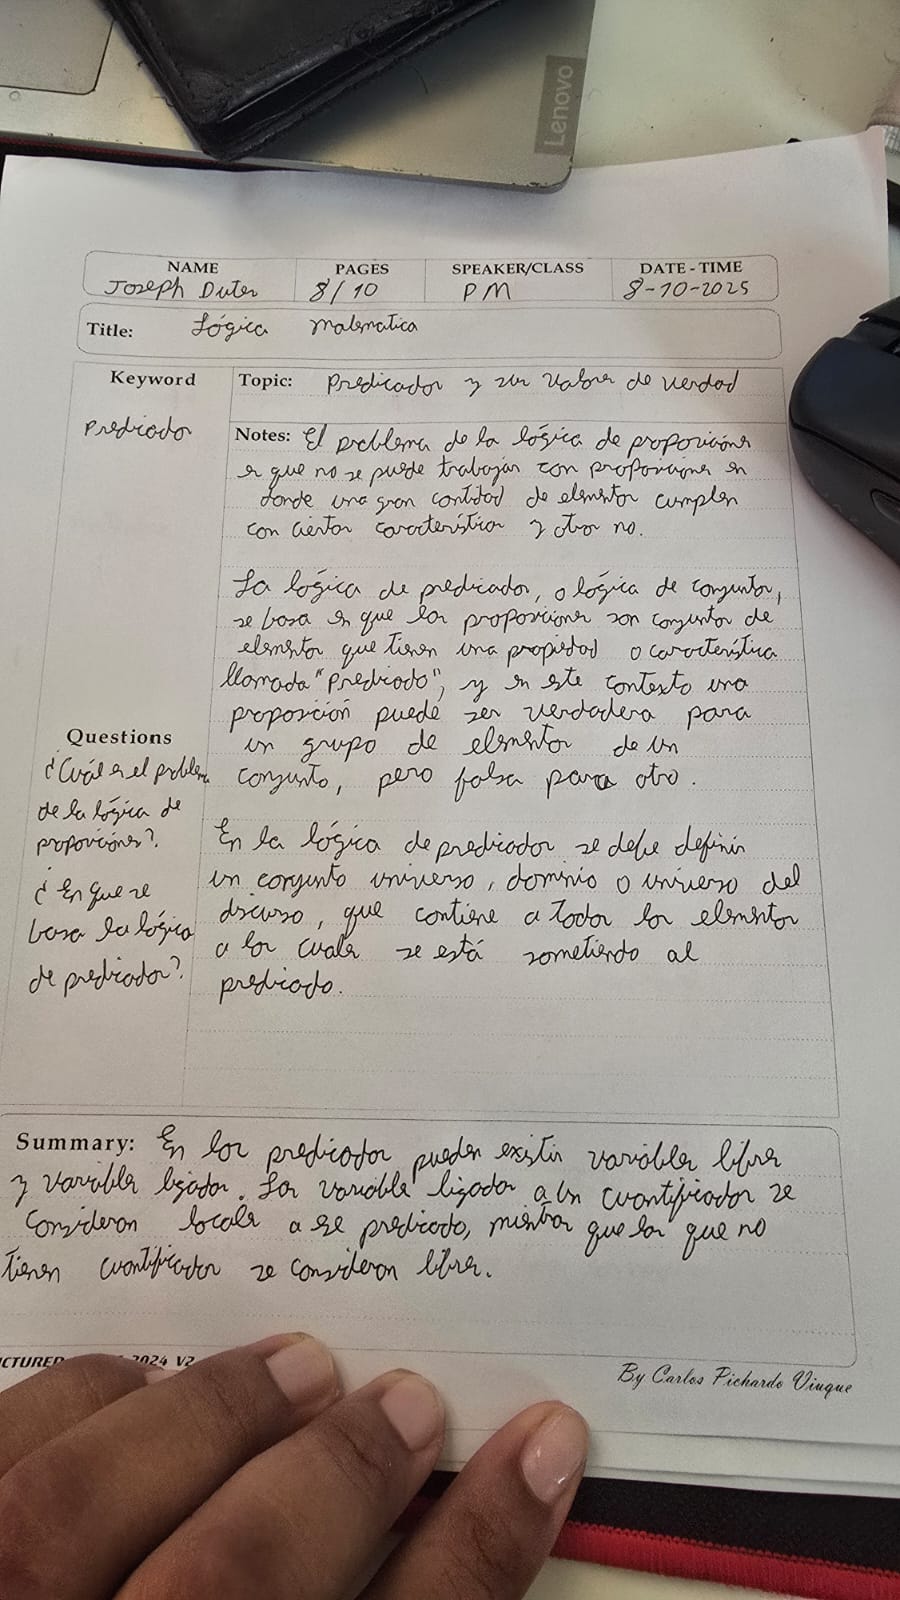 Lenovo
NAME PAGES SPEAKER/CLASS DATE-TIME
Joseph Duter 8/10 PM 8-10-2025
Title: Lógica Matematica
Keyword Topic: Predicados y sus valores de verdad
Predicados
Notes: El problema de la lógica de proposiciones
es que no se puede trabajar con proposiciones en
donde una gran cantidad de elementos cumplen
con ciertas características y otros no.
La lógica de predicados, o lógica de conjuntos,
se basa en que las proposiciones son conjuntos de
elementos que tienen una propiedad o característica
llamada "Predicado", y en este contexto una
proposición puede ser verdadera para
un grupo de elementos de un
conjunto, pero falsa para otro.
En la lógica de predicados se debe definir
un conjunto universo, dominio o universo del
discurso, que contiene a todos los elementos
a los cuales se está sometiendo al
predicado.
Questions
¿Cuál es el problema
de la lógica de
proposiciones?
¿En que se
basa la lógica
de predicados?
Summary: En los predicados pueden existir variables libres
y variables ligadas. Las variables ligadas a un cuantificador se
consideran locales a ese predicado, mientras que las que no
tienen cuantificador se consideran libres.
2024 V2
By Carlos Pichardo Viuque